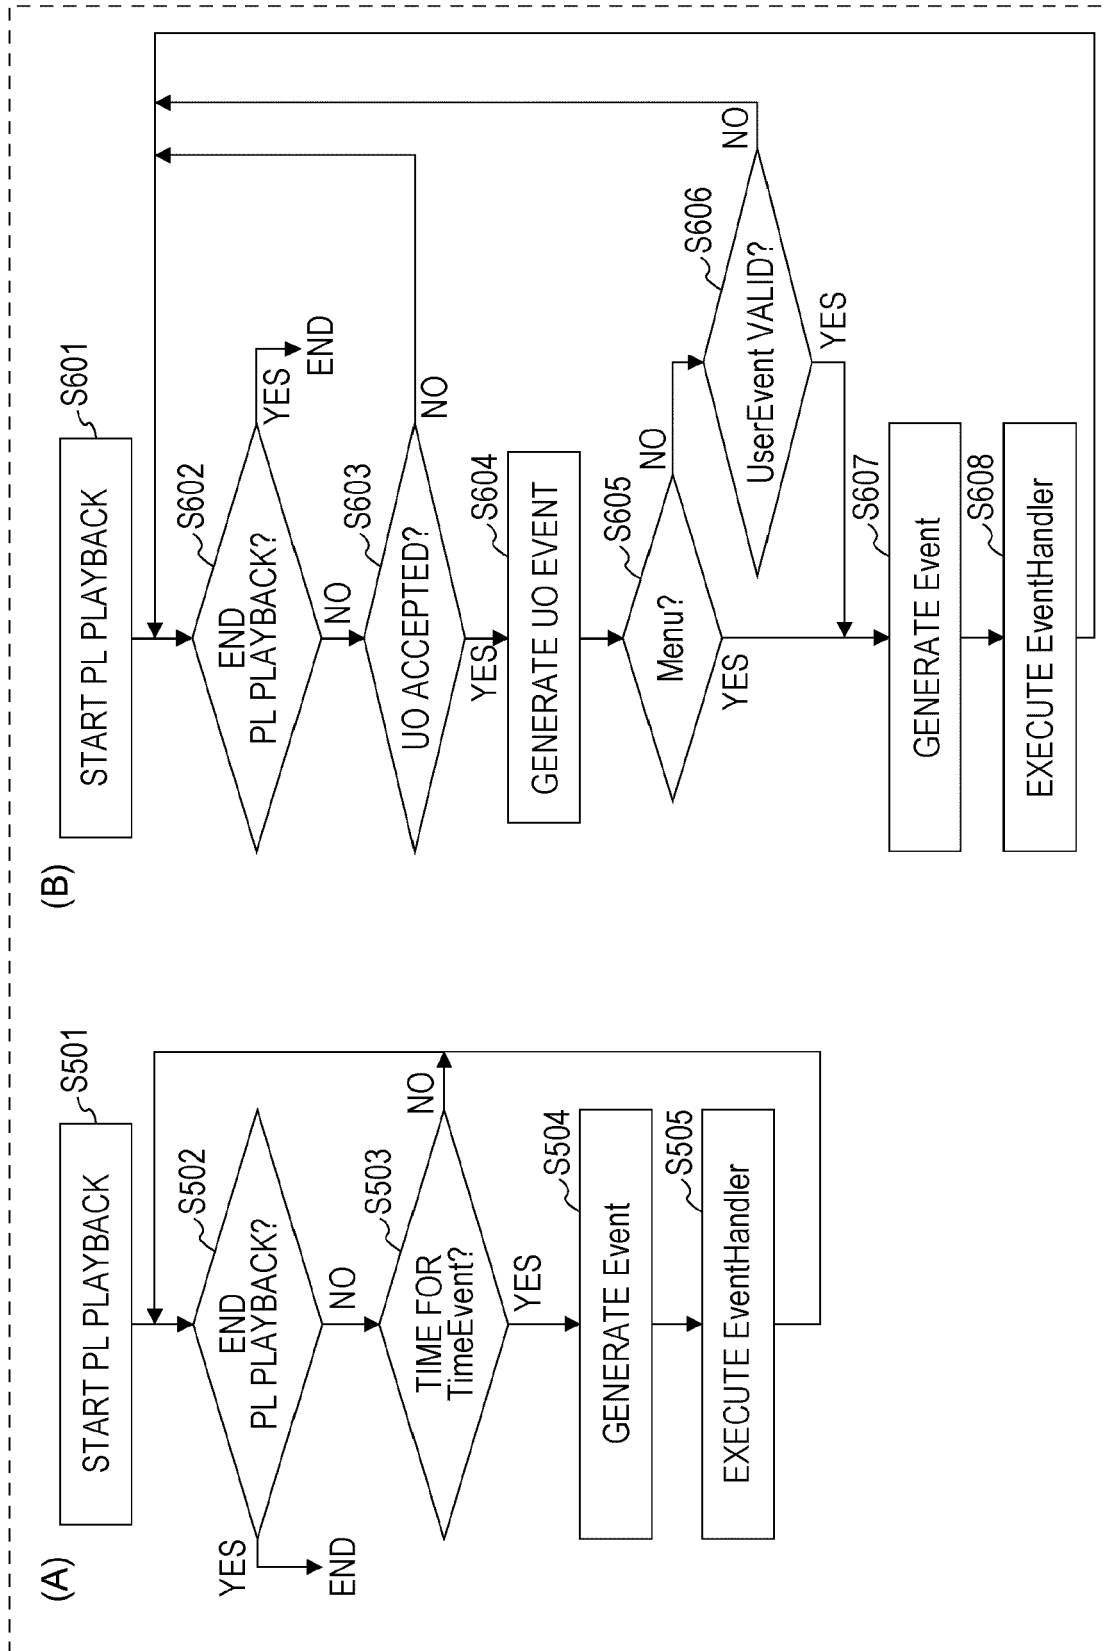 (A)
START PL PLAYBACK
S501
END
PL PLAYBACK?
S502
YES
END
NO
TIME FOR
TimeEvent?
S503
NO
YES
GENERATE Event
S504
EXECUTE EventHandler
S505
(B)
START PL PLAYBACK
S601
END
PL PLAYBACK?
S602
YES
END
NO
UO ACCEPTED?
S603
NO
YES
GENERATE UO EVENT
S604
Menu?
S605
NO
YES
UserEvent VALID?
S606
NO
YES
GENERATE Event
S607
EXECUTE EventHandler
S608